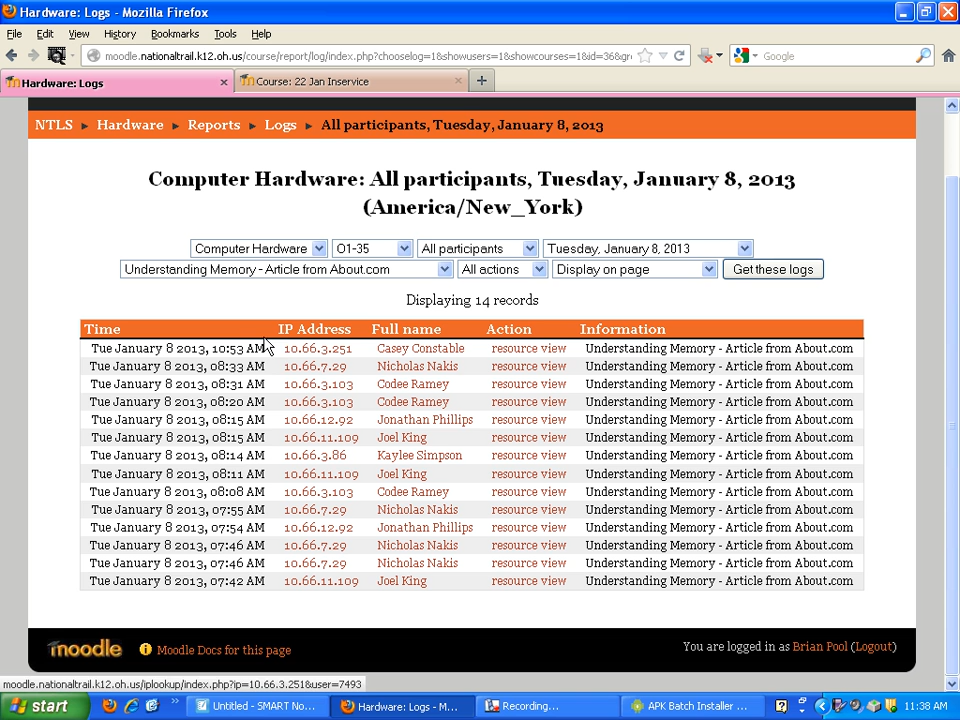 Hardware: Logs - Mozilla Firefox
File Edit View History Bookmarks Tools Help
moodle.nationaltrail.k12.oh.us/course/report/log/index.php?chooselog=1&showusers=1&showcourses=1&id=36&gr
Google
Hardware: Logs
Course: 22 Jan Inservice
NTLS ► Hardware ► Reports ► Logs ► All participants, Tuesday, January 8, 2013
Computer Hardware: All participants, Tuesday, January 8, 2013
(America/New_York)
Computer Hardware O1-35 All participants Tuesday, January 8, 2013
Understanding Memory - Article from About.com All actions Display on page Get these logs
Displaying 14 records
Time IP Address Full name Action Information
Tue January 8 2013, 10:53 AM 10.66.3.251 Casey Constable resource view Understanding Memory - Article from About.com
Tue January 8 2013, 08:33 AM 10.66.7.29 Nicholas Nakis resource view Understanding Memory - Article from About.com
Tue January 8 2013, 08:31 AM 10.66.3.103 Codee Ramey resource view Understanding Memory - Article from About.com
Tue January 8 2013, 08:20 AM 10.66.3.103 Codee Ramey resource view Understanding Memory - Article from About.com
Tue January 8 2013, 08:15 AM 10.66.12.92 Jonathan Phillips resource view Understanding Memory - Article from About.com
Tue January 8 2013, 08:15 AM 10.66.11.109 Joel King resource view Understanding Memory - Article from About.com
Tue January 8 2013, 08:14 AM 10.66.3.86 Kaylee Simpson resource view Understanding Memory - Article from About.com
Tue January 8 2013, 08:11 AM 10.66.11.109 Joel King resource view Understanding Memory - Article from About.com
Tue January 8 2013, 08:08 AM 10.66.3.103 Codee Ramey resource view Understanding Memory - Article from About.com
Tue January 8 2013, 07:55 AM 10.66.7.29 Nicholas Nakis resource view Understanding Memory - Article from About.com
Tue January 8 2013, 07:54 AM 10.66.12.92 Jonathan Phillips resource view Understanding Memory - Article from About.com
Tue January 8 2013, 07:46 AM 10.66.7.29 Nicholas Nakis resource view Understanding Memory - Article from About.com
Tue January 8 2013, 07:46 AM 10.66.7.29 Nicholas Nakis resource view Understanding Memory - Article from About.com
Tue January 8 2013, 07:42 AM 10.66.11.109 Joel King resource view Understanding Memory - Article from About.com
moodle Moodle Docs for this page You are logged in as Brian Pool (Logout)
moodle.nationaltrail.k12.oh.us/iplookup/index.php?ip=10.66.3.251&user=7493
start Untitled - SMART No... Hardware: Logs - M... Recording... APK Batch Installer ... 11:38 AM